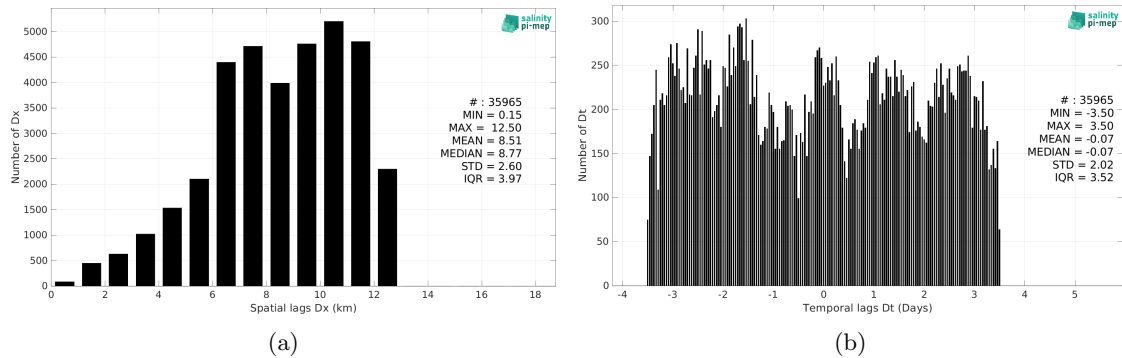 salinity
pi-mep
Number of Dx
5000
4500
4000
3500
3000
2500
2000
1500
1000
500
0
# : 35965
MIN = 0.15
MAX = 12.50
MEAN = 8.51
MEDIAN = 8.77
STD = 2.60
IQR = 3.97
0 2 4 6 8 10 12 14 16 18
Spatial lags Dx (km)
(a)
salinity
pi-mep
Number of Dt
300
250
200
150
100
50
0
# : 35965
MIN = -3.50
MAX = 3.50
MEAN = -0.07
MEDIAN = -0.07
STD = 2.02
IQR = 3.52
-4 -3 -2 -1 0 1 2 3 4 5
Temporal lags Dt (Days)
(b)